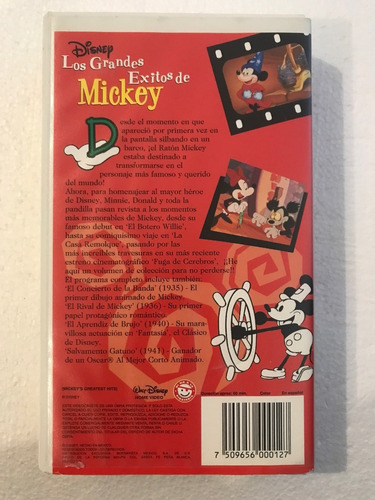 Disney
Los Grandes
Exitos de
Mickey
Desde el momento en que
apareció por primera vez en
la pantalla silbando en un
barco, ¡el Ratón Mickey
estaba destinado a
transformarse en el
personaje más famoso y querido
del mundo!
Ahora, para homenajear al mayor héroe
de Disney, Minnie, Donald y toda la
pandilla pasan revista a los momentos
más memorables de Mickey, desde su
famoso debut en 'El Botero Willie',
hasta su comiquísimo viaje en 'La
Casa Remolque', pasando por las
más increíbles travesuras en su más reciente
estreno cinematográfico 'Fuga de Cerebros'. ¡He
aquí un volumen de colección para no perderse!!
El programa completo incluye también:
'El Concierto de la Banda' (1935) - El
primer dibujo animado de Mickey.
'El Rival de Mickey' (1936) - Su primer
papel protagónico romántico.
'El Aprendiz de Brujo' (1940) - Su mara-
villosa actuación en 'Fantasía', el Clásico
de Disney.
'Salvamento Gatuno' (1941) - Ganador
de un Oscar® Al Mejor Corto Animado.
(MICKEY'S GREATEST HITS)
Walt Disney
HOME VIDEO
Color
En español
7 509656 000127